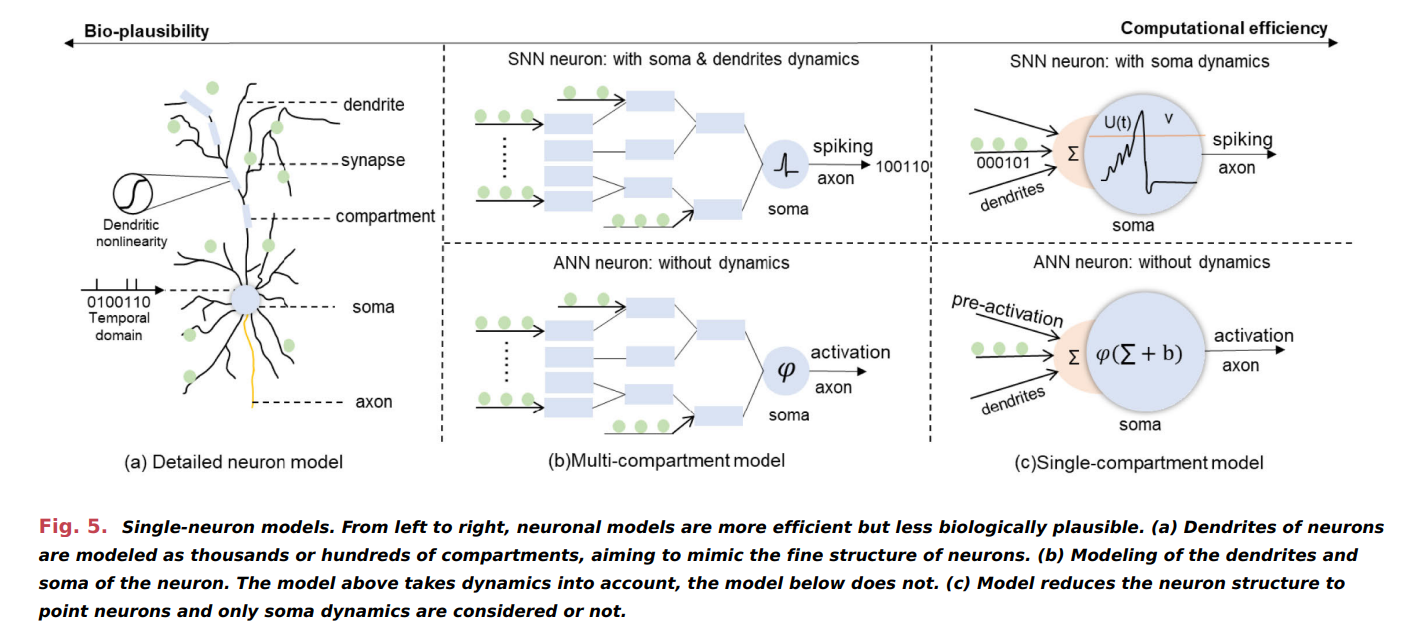 Bio-plausibility
Computational efficiency
dendrite
synapse
compartment
Dendritic
nonlinearity
0100110
Temporal
domain
soma
axon
(a) Detailed neuron model
SNN neuron: with soma & dendrites dynamics
spiking
100110
axon
soma
ANN neuron: without dynamics
φ
activation
axon
soma
(b)Multi-compartment model
SNN neuron: with soma dynamics
U(t)
v
Σ
000101
dendrites
spiking
axon
soma
ANN neuron: without dynamics
pre-activation
Σ
φ(Σ + b)
dendrites
activation
axon
soma
(c)Single-compartment model
Fig. 5. Single-neuron models. From left to right, neuronal models are more efficient but less biologically plausible. (a) Dendrites of neurons
are modeled as thousands or hundreds of compartments, aiming to mimic the fine structure of neurons. (b) Modeling of the dendrites and
soma of the neuron. The model above takes dynamics into account, the model below does not. (c) Model reduces the neuron structure to
point neurons and only soma dynamics are considered or not.